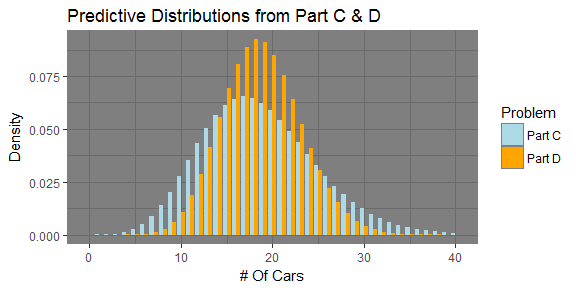 Predictive Distributions from Part C & D
Density
0.075
0.050
0.025
0.000
0
10
20
30
40
# Of Cars
Problem
Part C
Part D